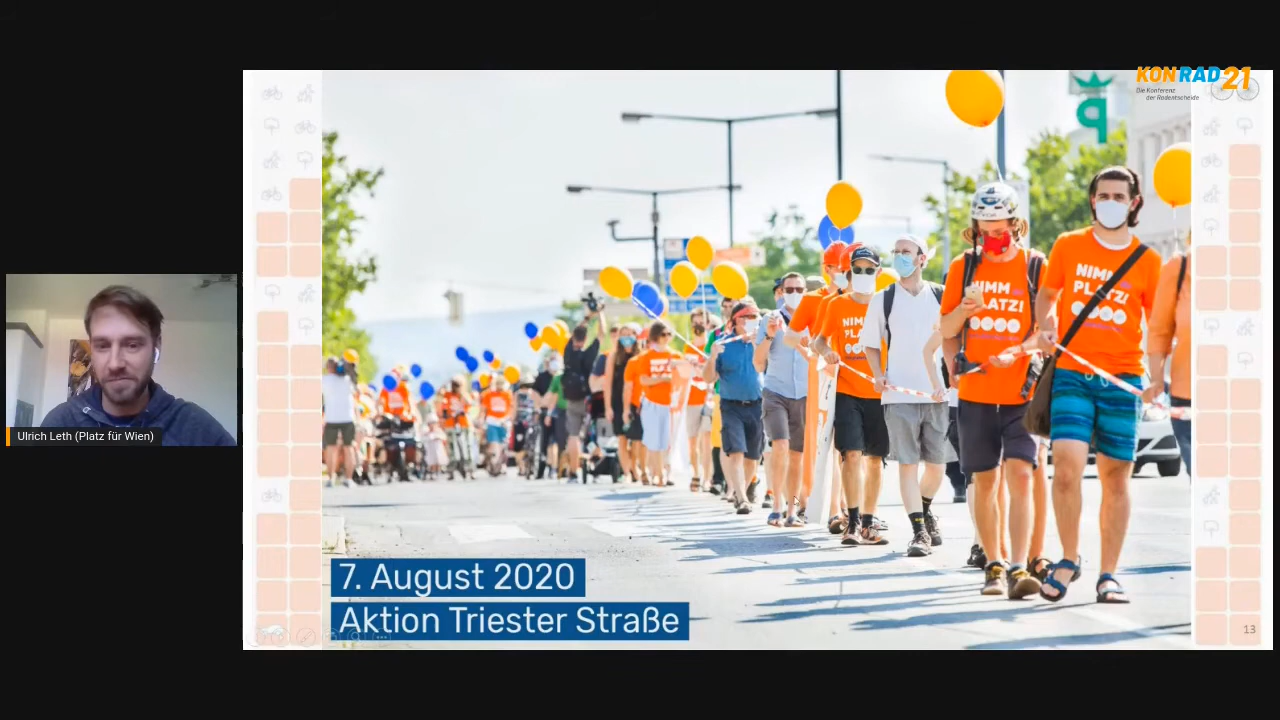 KONRAD21
Die Konferenz
der Radentscheide
NIMM
PLATZ!
NIMM
PLATZ!
Ulrich Leth (Platz für Wien)
7. August 2020
Aktion Triester Straße
13